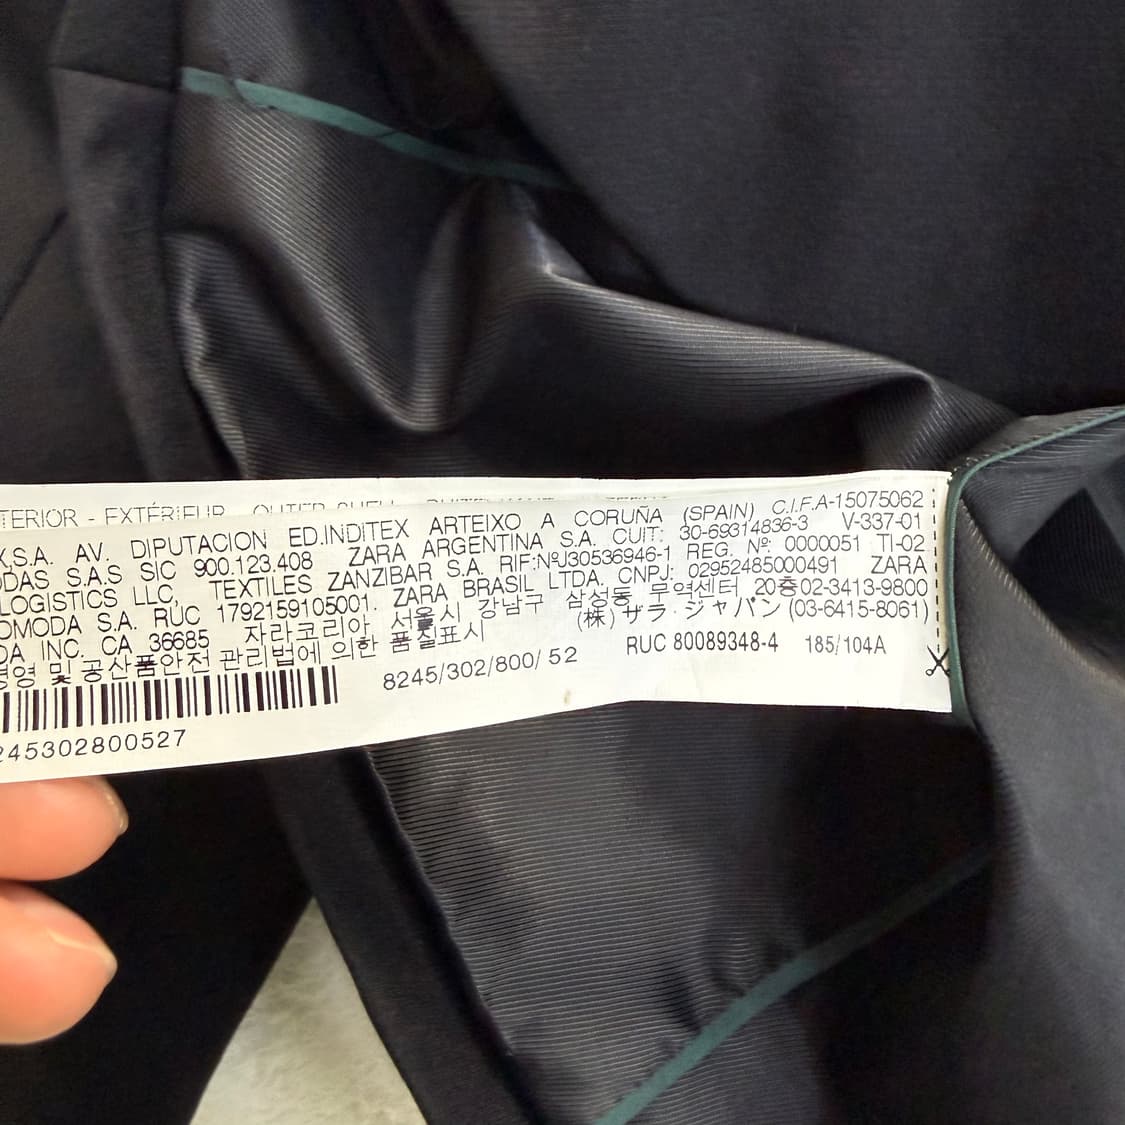 TERIOR - EXTÉRIEUR OUTER SHELL
X,S.A. AV. DIPUTACION ED.INDITEX ARTEIXO A CORUÑA (SPAIN) C.I.F.A-15075062
ODAS S.A.S SIC 900.123.408 ZARA ARGENTINA S.A. CUIT: 30-69314836-3 V-337-01
LOGISTICS LLC, TEXTILES ZANZIBAR S.A. RIF:NºJ30536946-1 REG. Nº: 0000051 TI-02
OMODA S.A. RUC 1792159105001. ZARA BRASIL LTDA. CNPJ: 02952485000491 ZARA
DA INC. CA 36685 자라코리아 서울시 강남구 삼성동 무역센터 20층02-3413-9800
경영 및 공산품안전 관리법에 의한 품질표시 (株) ザラ・ジャパン (03-6415-8061)
8245/302/800/ 52 RUC 80089348-4 185/104A
245302800527